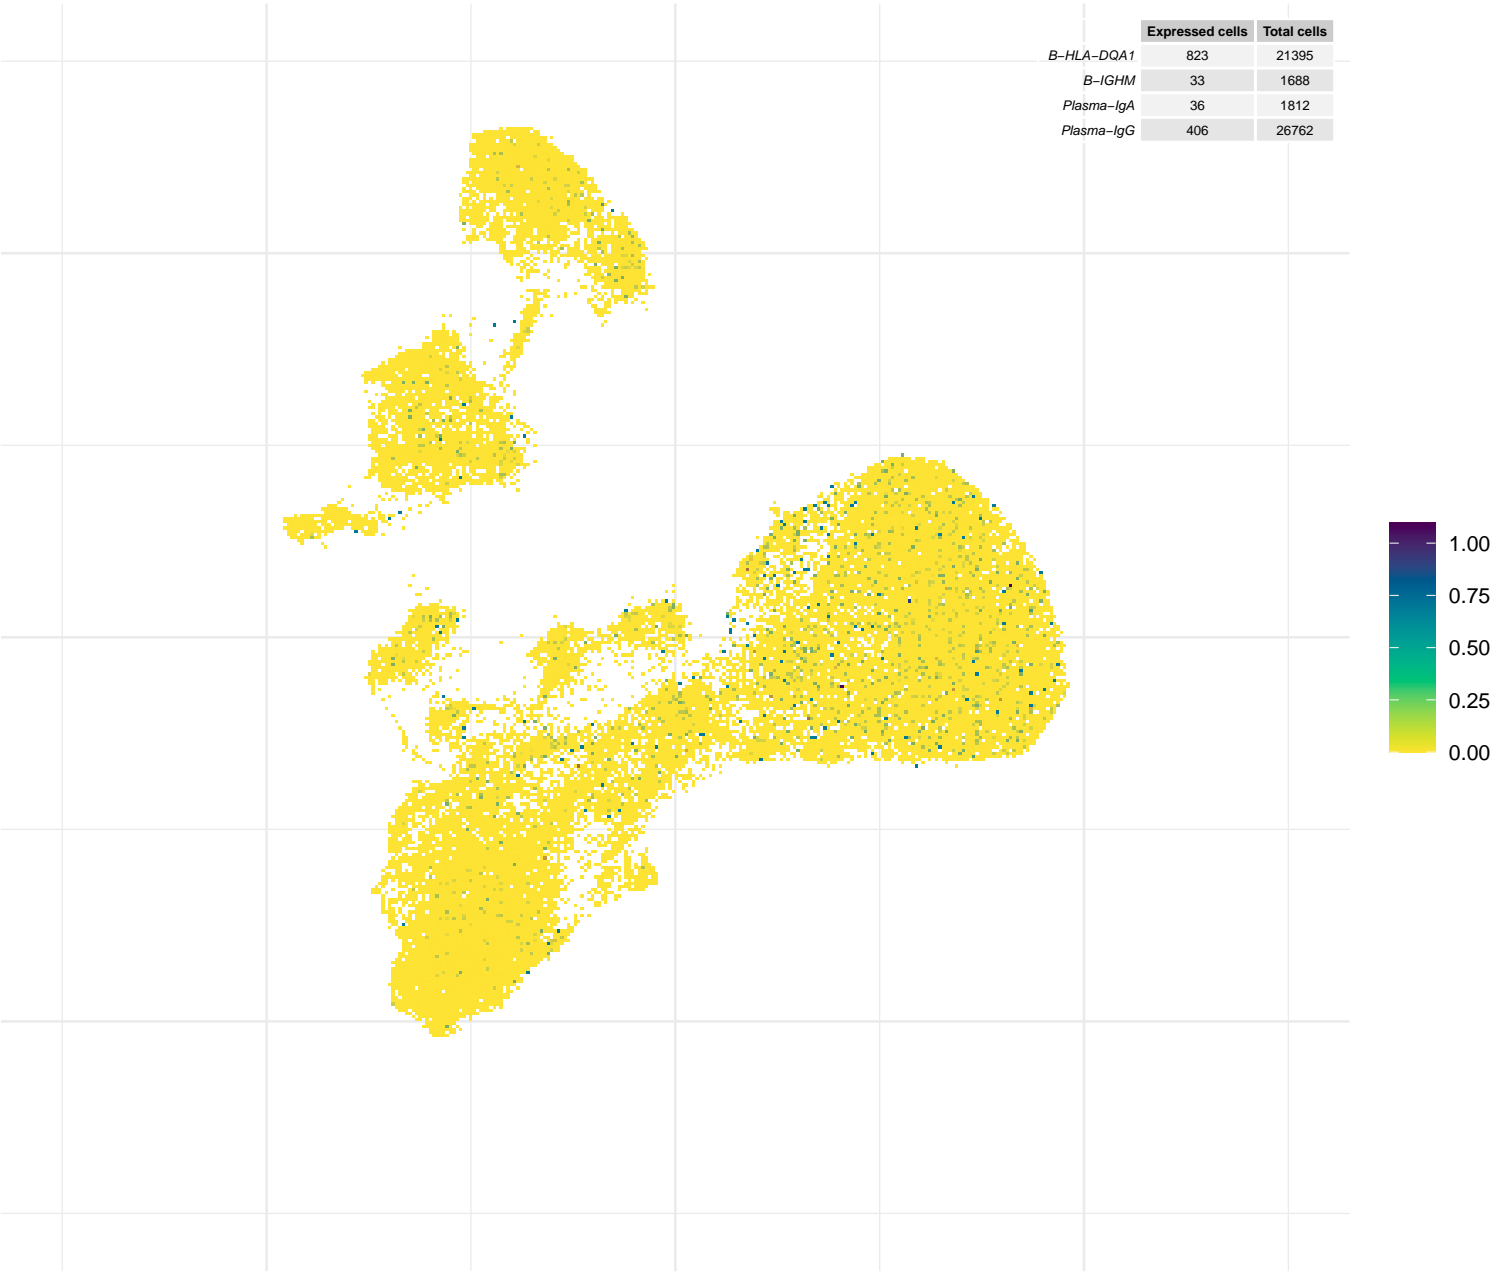 Expressed cells Total cells
B−HLA−DQA1 823 21395
B−IGHM 33 1688
Plasma−IgA 36 1812
Plasma−IgG 406 26762
1.00
0.75
0.50
0.25
0.00